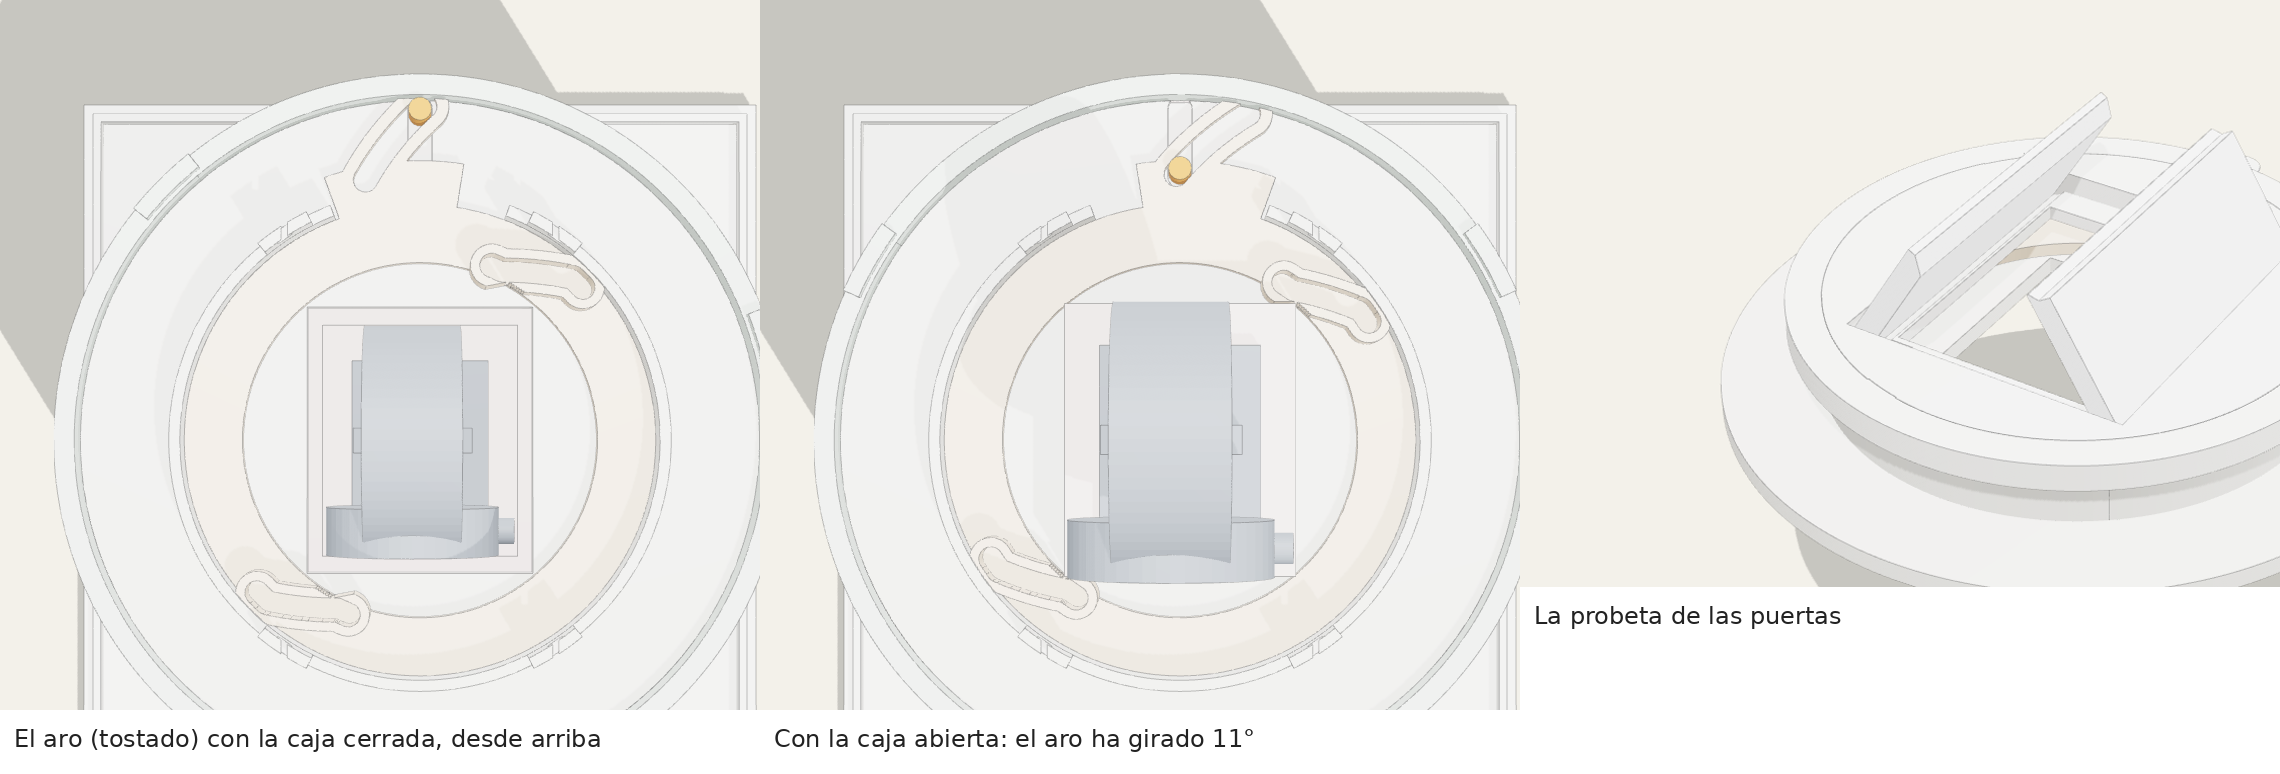 La probeta de las puertas
El aro (tostado) con la caja cerrada, desde arriba
Con la caja abierta: el aro ha girado 11°